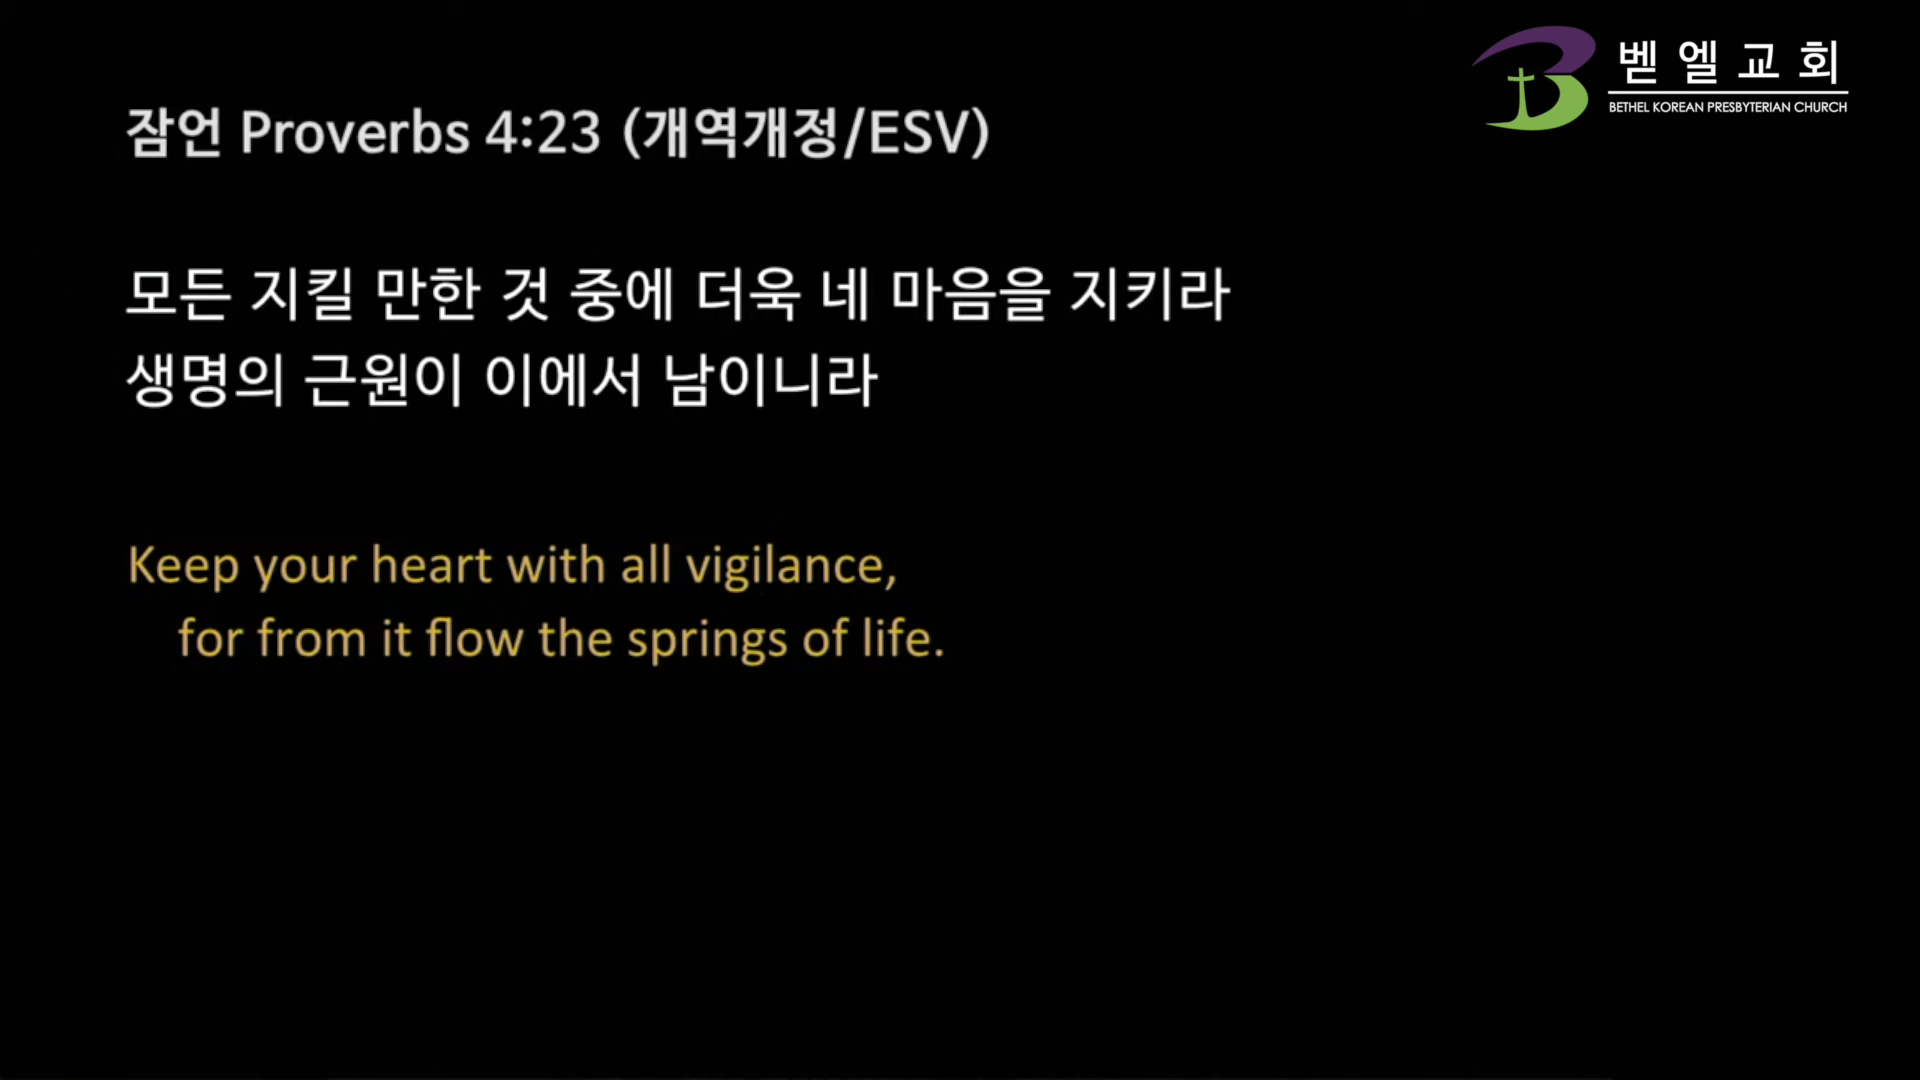 벧엘교회
BETHEL KOREAN PRESBYTERIAN CHURCH
잠언 Proverbs 4:23 (개역개정/ESV)
모든 지킬 만한 것 중에 더욱 네 마음을 지키라
생명의 근원이 이에서 남이니라
Keep your heart with all vigilance,
for from it flow the springs of life.